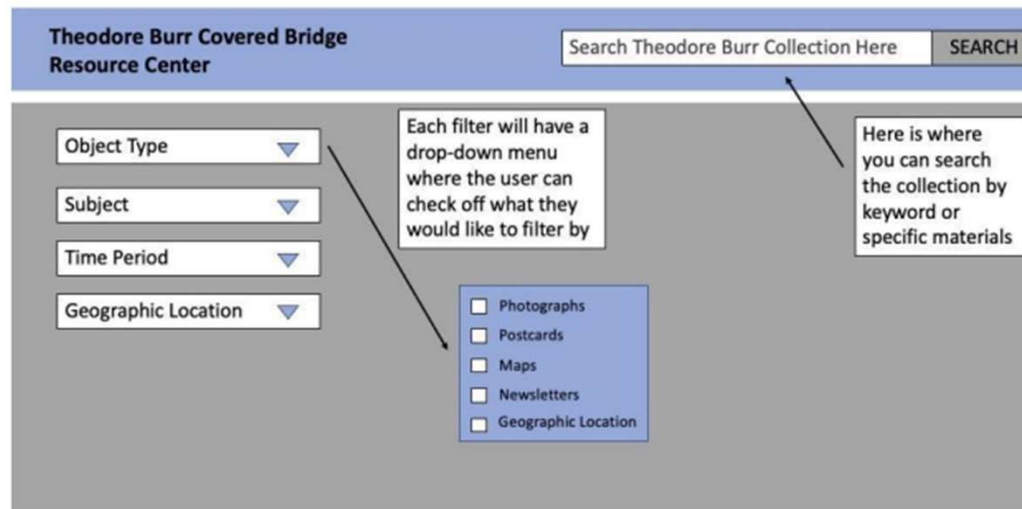 Theodore Burr Covered Bridge
Resource Center
Search Theodore Burr Collection Here
SEARCH
Object Type
Subject
Time Period
Geographic Location
Each filter will have a
drop-down menu
where the user can
check off what they
would like to filter by
Here is where
you can search
the collection by
keyword or
specific materials
Photographs
Postcards
Maps
Newsletters
Geographic Location